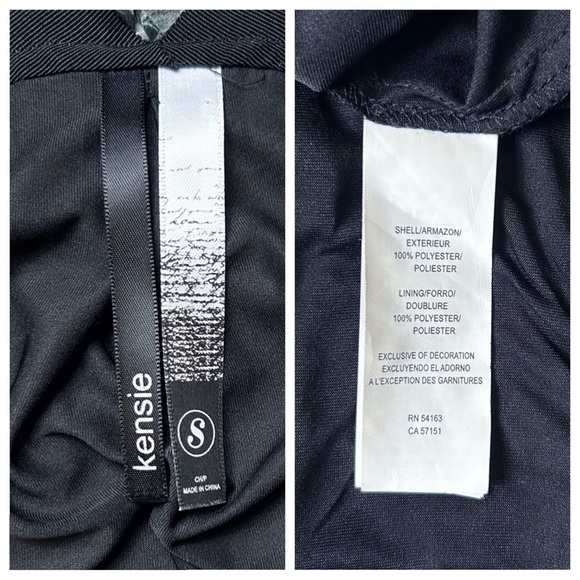 kensie
S
CH/P
MADE IN CHINA
SHELL/ARMAZON/
EXTERIEUR
100% POLYESTER/
POLIESTER
LINING/FORRO/
DOUBLURE
100% POLYESTER/
POLIESTER
EXCLUSIVE OF DECORATION
EXCLUYENDO EL ADORNO
A L'EXCEPTION DES GARNITURES
RN 54163
CA 57151